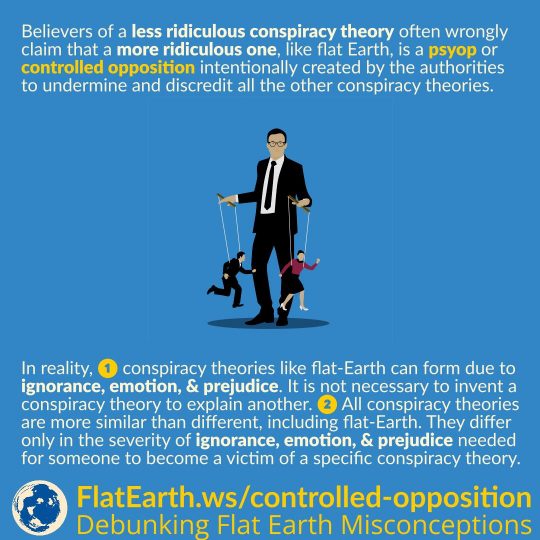 Believers of a less ridiculous conspiracy theory often wrongly
claim that a more ridiculous one, like flat Earth, is a psyop or
controlled opposition intentionally created by the authorities
to undermine and discredit all the other conspiracy theories.
In reality, 1 conspiracy theories like flat-Earth can form due to
ignorance, emotion, & prejudice. It is not necessary to invent a
conspiracy theory to explain another. 2 All conspiracy theories
are more similar than different, including flat-Earth. They differ
only in the severity of ignorance, emotion, & prejudice needed
for someone to become a victim of a specific conspiracy theory.
FlatEarth.ws/controlled-opposition
Debunking Flat Earth Misconceptions